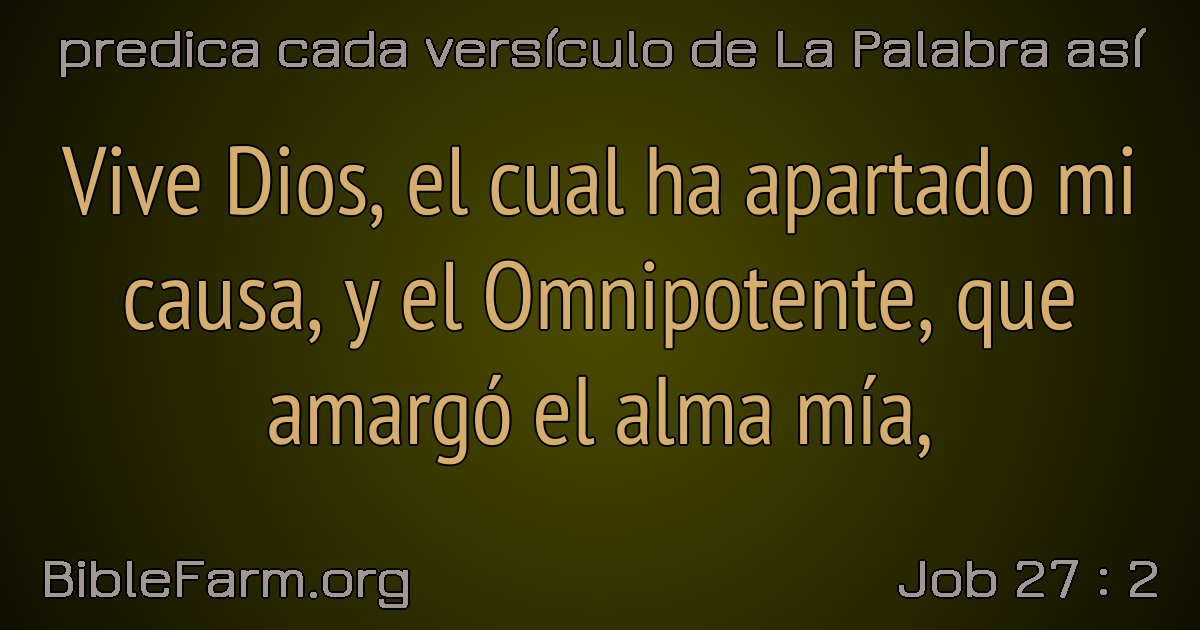 predica cada versículo de La Palabra así
Vive Dios, el cual ha apartado mi
causa, y el Omnipotente, que
amargó el alma mía,
BibleFarm.org
Job 27 : 2